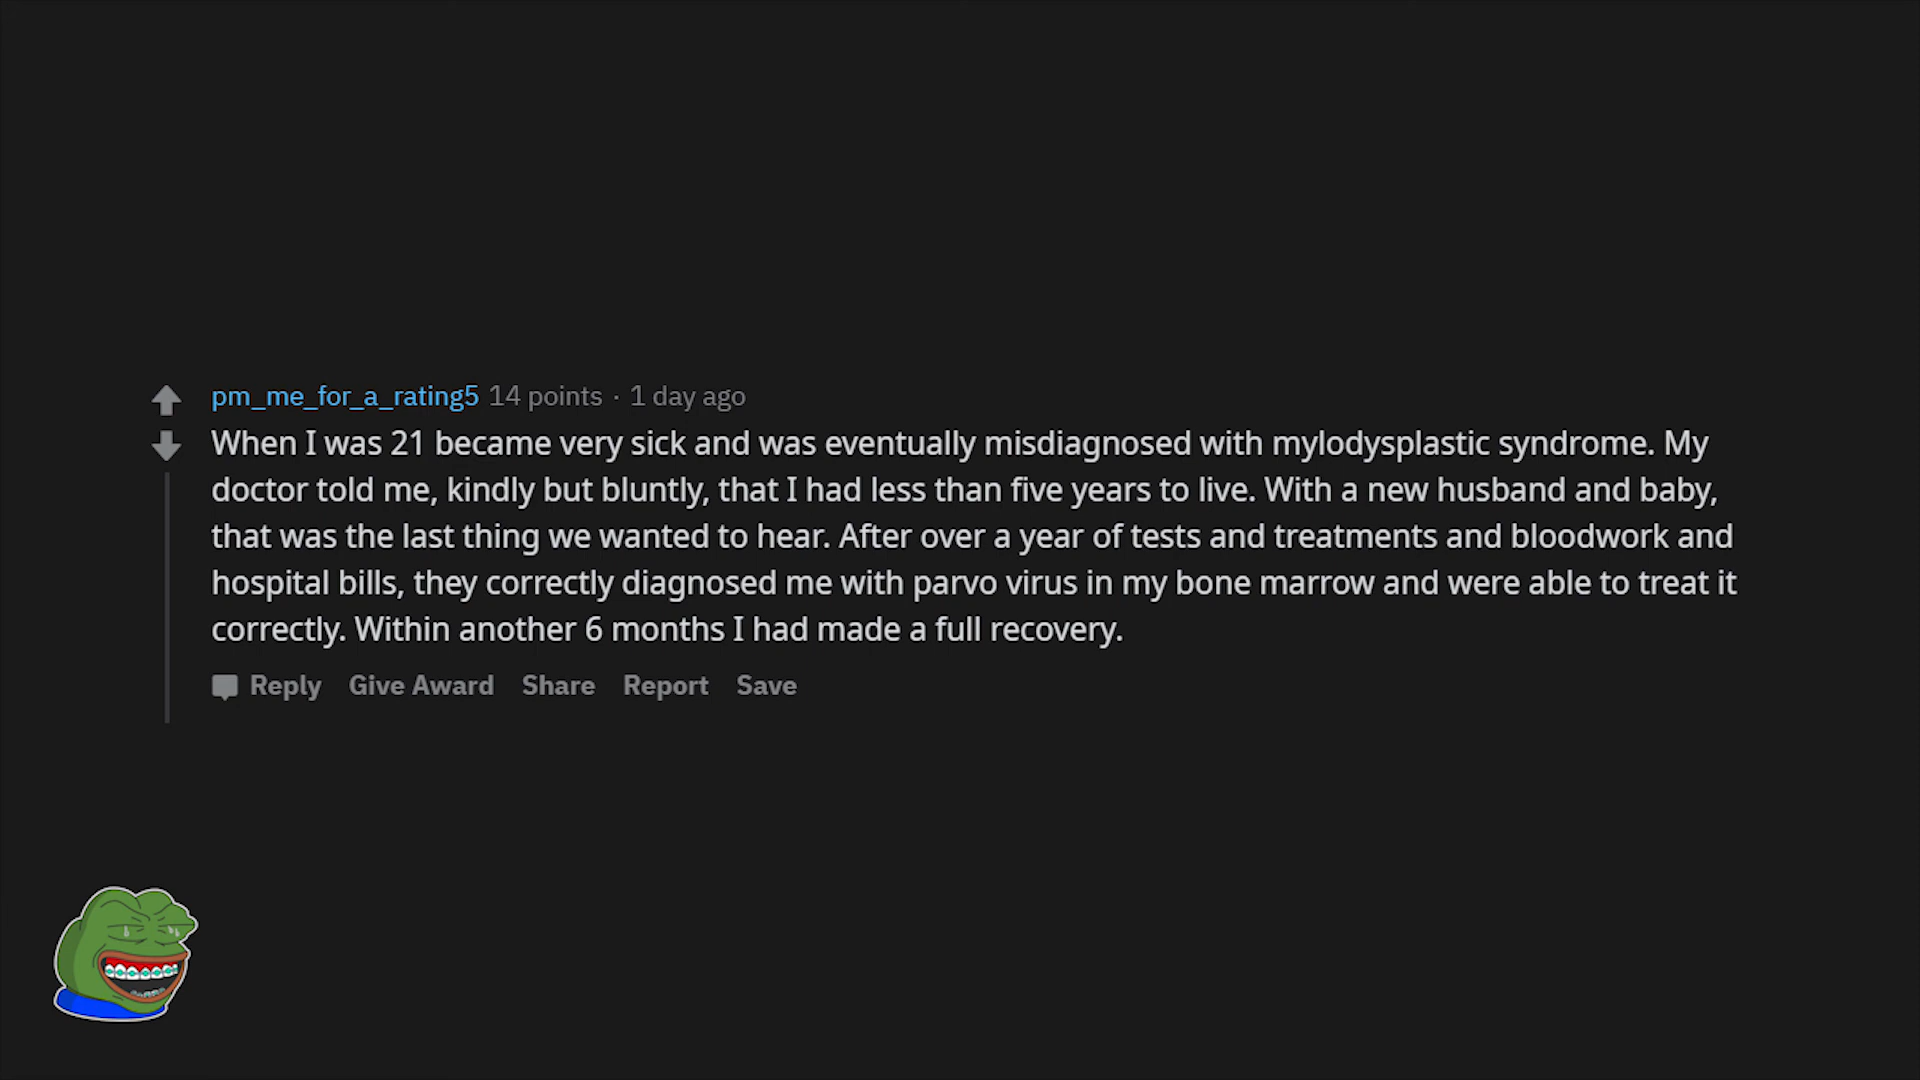 pm_me_for_a_rating5 14 points · 1 day ago
When I was 21 became very sick and was eventually misdiagnosed with mylodysplastic syndrome. My
doctor told me, kindly but bluntly, that I had less than five years to live. With a new husband and baby,
that was the last thing we wanted to hear. After over a year of tests and treatments and bloodwork and
hospital bills, they correctly diagnosed me with parvo virus in my bone marrow and were able to treat it
correctly. Within another 6 months I had made a full recovery.
Reply Give Award Share Report Save